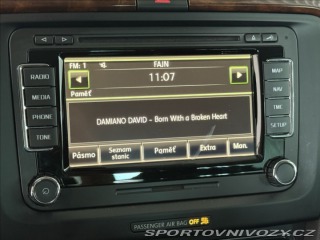 FM: 1 FAJN
RADIO
MAP
11:07
MEDIA
NAV
Paměť
PHONE
TMC
DAMIANO DAVID - Born With a Broken Heart
TONE
SETUP
Pásmo
Seznam stanic
Paměť
Extra
Man.
PASSENGER AIR BAG OFF
SPORTOVNIVOZY.CZ